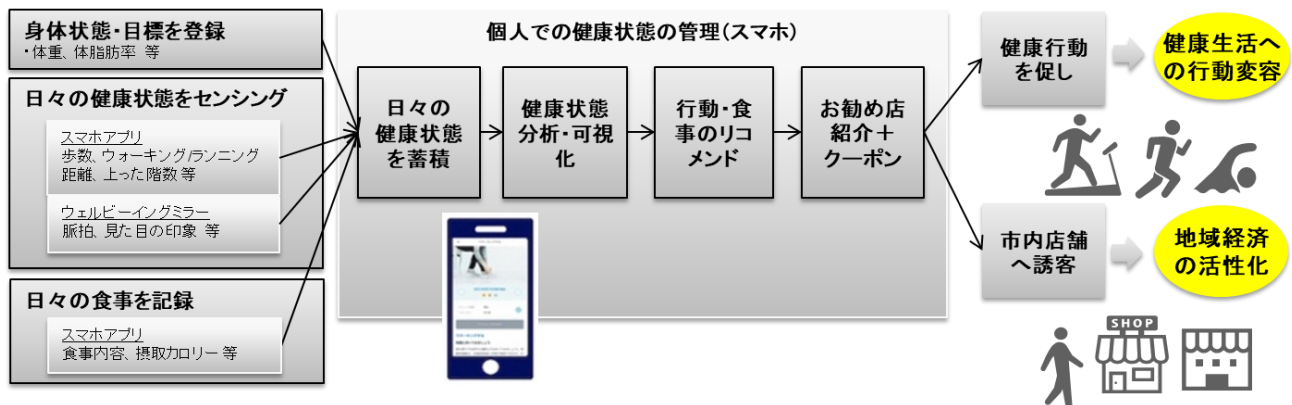 身体状態・目標を登録
・体重、体脂肪率 等
日々の健康状態をセンシング
スマホアプリ
歩数、ウォーキング/ランニング
距離、上った階数 等
ウェルビーイングミラー
脈拍、見た目の印象 等
日々の食事を記録
スマホアプリ
食事内容、摂取カロリー 等
個人での健康状態の管理(スマホ)
日々の
健康状態
を蓄積
健康状態
分析・可視
化
行動・食
事のリコ
メンド
お勧め店
紹介＋
クーポン
健康行動
を促し
健康生活へ
の行動変容
市内店舗
へ誘客
地域経済
の活性化
SHOP